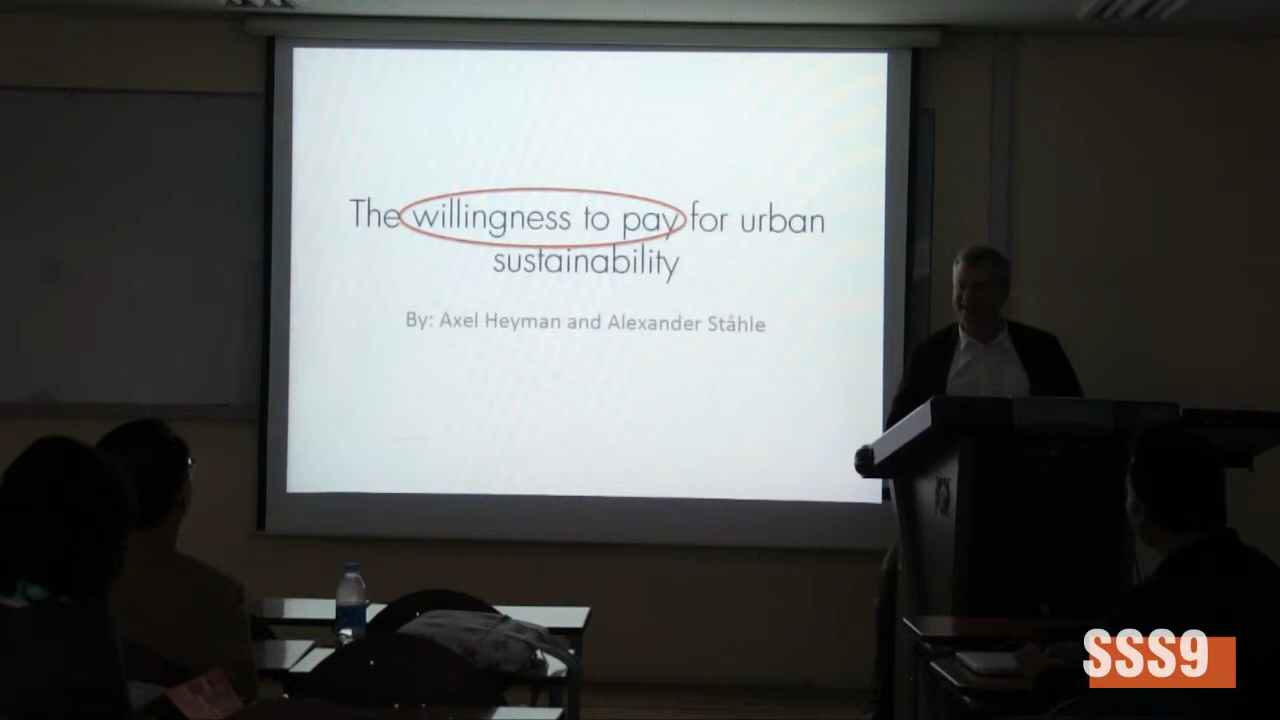 The willingness to pay for urban
sustainability
By: Axel Heyman and Alexander Ståhle
SSS9